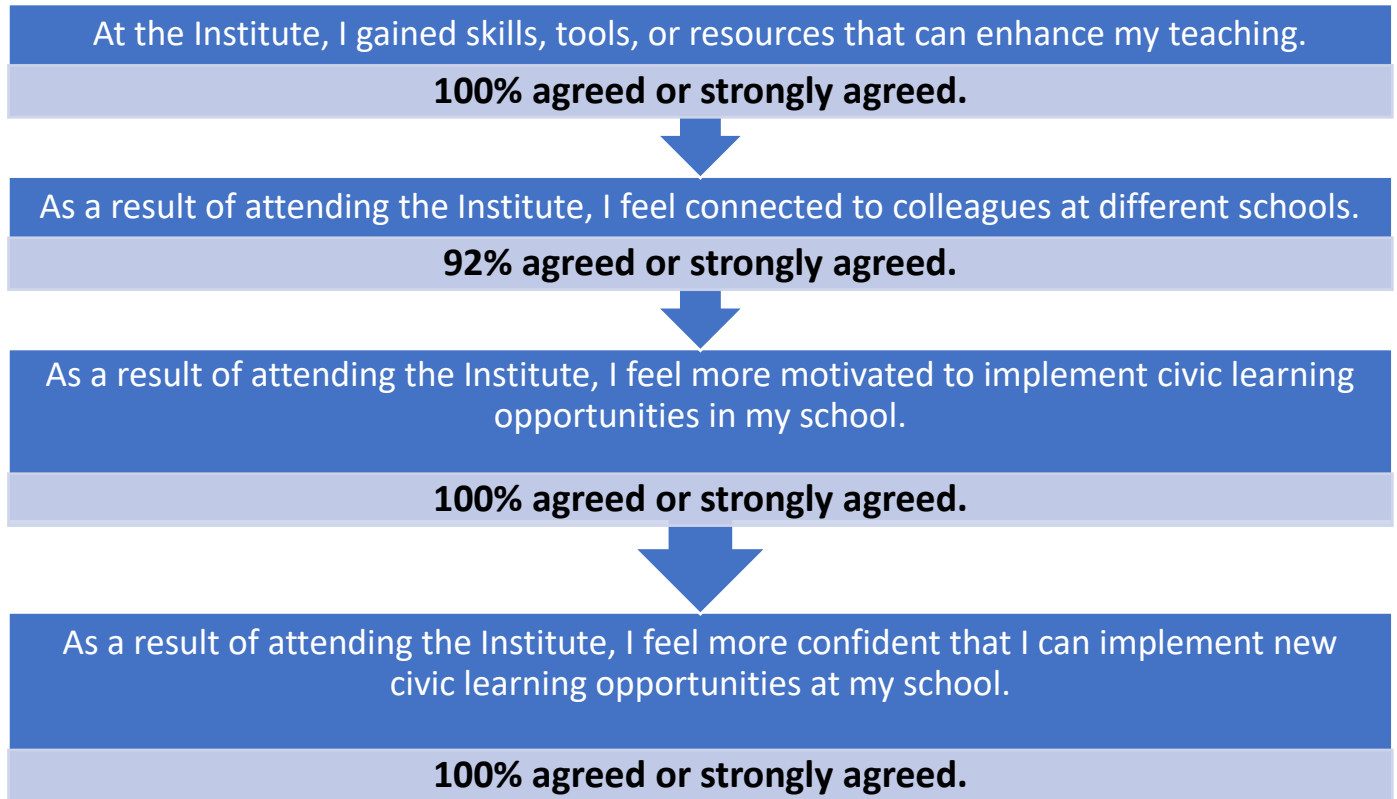 At the Institute, I gained skills, tools, or resources that can enhance my teaching.
100% agreed or strongly agreed.
As a result of attending the Institute, I feel connected to colleagues at different schools.
92% agreed or strongly agreed.
As a result of attending the Institute, I feel more motivated to implement civic learning
opportunities in my school.
100% agreed or strongly agreed.
As a result of attending the Institute, I feel more confident that I can implement new
civic learning opportunities at my school.
100% agreed or strongly agreed.